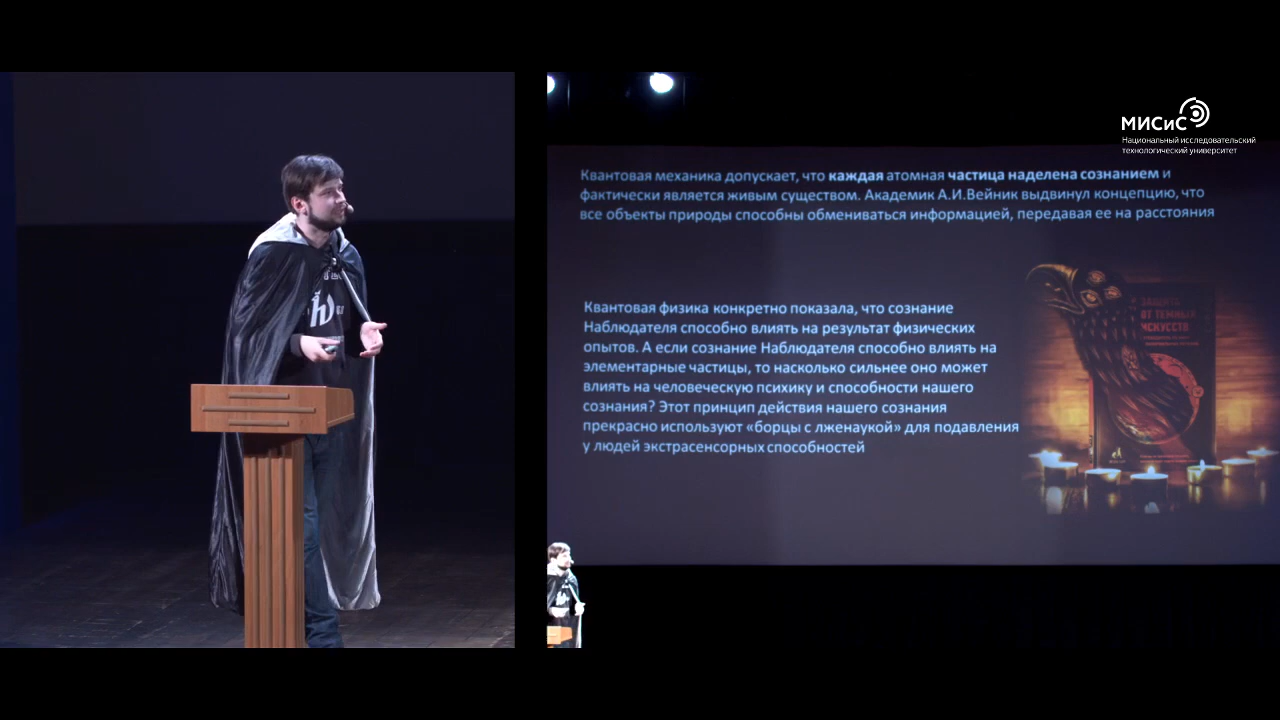 МИСиС
Национальный исследовательский
технологический университет
Квантовая механика допускает, что каждая атомная частица наделена сознанием и
фактически является живым существом. Академик А.И.Вейник выдвинул концепцию, что
все объекты природы способны обмениваться информацией, передавая ее на расстояния
Квантовая физика конкретно показала, что сознание
Наблюдателя способно влиять на результат физических
опытов. А если сознание Наблюдателя способно влиять на
элементарные частицы, то насколько сильнее оно может
влиять на человеческую психику и способности нашего
сознания? Этот принцип действия нашего сознания
прекрасно используют «борцы с лженаукой» для подавления
у людей экстрасенсорных способностей
ЗАЩИТА
ОТ ТЕМНЫХ
ИСКУССТВ